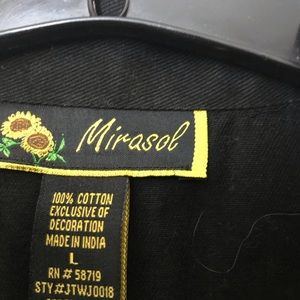 Mirasol
100% COTTON
EXCLUSIVE OF
DECORATION
MADE IN INDIA
L
RN # 58719
STY #JTWJ0018